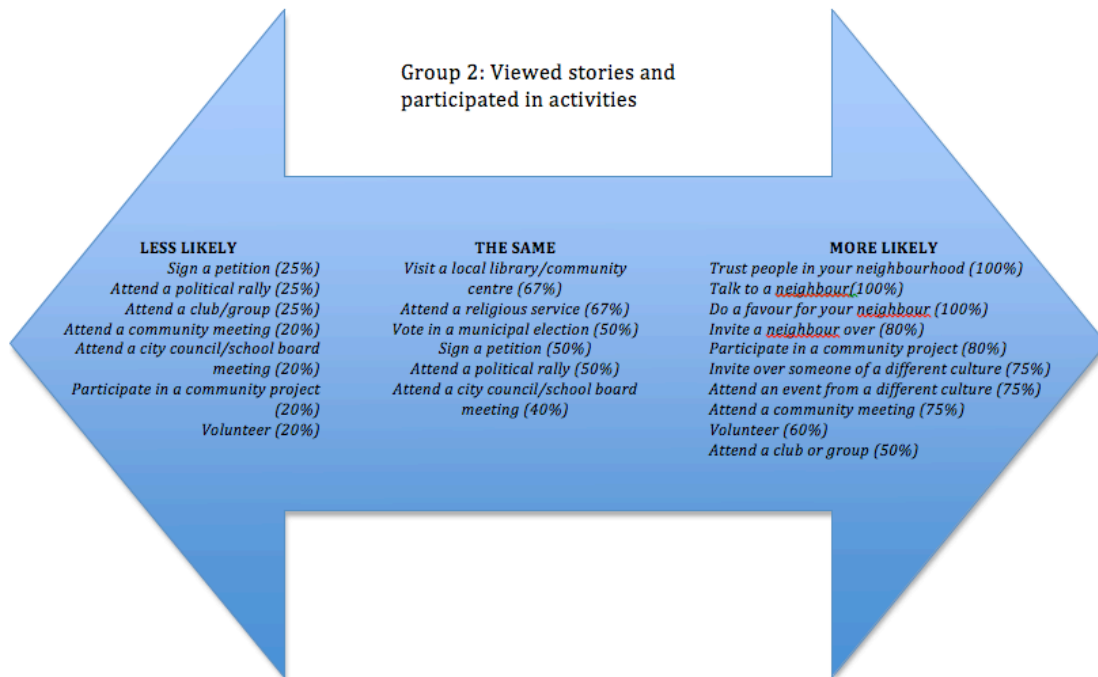 Group 2: Viewed stories and
participated in activities
LESS LIKELY
Sign a petition (25%)
Attend a political rally (25%)
Attend a club/group (25%)
Attend a community meeting (20%)
Attend a city council/school board
meeting (20%)
Participate in a community project
(20%)
Volunteer (20%)
THE SAME
Visit a local library/community
centre (67%)
Attend a religious service (67%)
Vote in a municipal election (50%)
Sign a petition (50%)
Attend a political rally (50%)
Attend a city council/school board
meeting (40%)
MORE LIKELY
Trust people in your neighbourhood (100%)
Talk to a neighbour(100%)
Do a favour for your neighbour (100%)
Invite a neighbour over (80%)
Participate in a community project (80%)
Invite over someone of a different culture (75%)
Attend an event from a different culture (75%)
Attend a community meeting (75%)
Volunteer (60%)
Attend a club or group (50%)